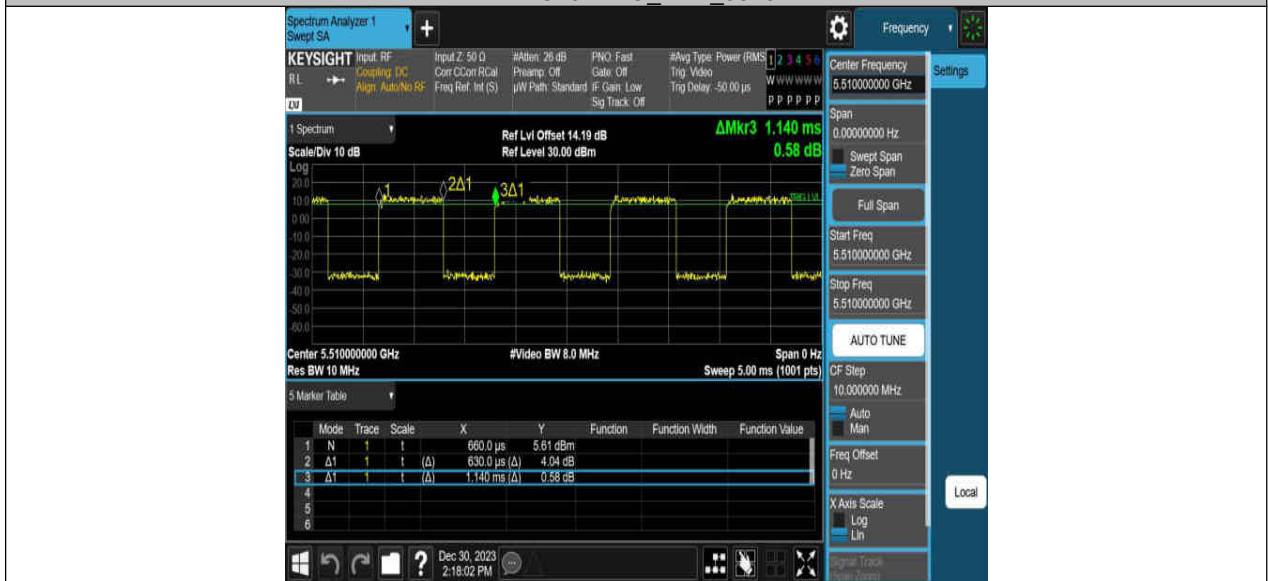 Spectrum Analyzer 1
Swept SA
+
Frequency
KEYSIGHT
RL
LXI
Input: RF
Coupling: DC
Align: Auto/No RF
Input Z: 50 Ω
Corr CCorr RCal
Freq Ref: Int (S)
#Atten: 26 dB
Preamp: Off
µW Path: Standard
PNO: Fast
Gate: Off
IF Gain: Low
Sig Track: Off
#Avg Type: Power (RMS
Trig: Video
Trig Delay: -50.00 µs
1 2 3 4 5 6
W W W W W W
P P P P P P
1 Spectrum
Scale/Div 10 dB
Ref Lvl Offset 14.19 dB
Ref Level 30.00 dBm
ΔMkr3 1.140 ms
0.58 dB
Log
20.0
10.0
0.00
-10.0
-20.0
-30.0
-40.0
-50.0
-60.0
1
2Δ1
3Δ1
TRIG LVL
Center 5.510000000 GHz
#Video BW 8.0 MHz
Span 0 Hz
Res BW 10 MHz
Sweep 5.00 ms (1001 pts)
5 Marker Table
Mode Trace Scale X Y Function Function Width Function Value
1 N 1 t 660.0 µs 5.61 dBm
2 Δ1 1 t (Δ) 630.0 µs (Δ) 4.04 dB
3 Δ1 1 t (Δ) 1.140 ms (Δ) 0.58 dB
4
5
6
Dec 30, 2023
2:18:02 PM
Center Frequency
5.510000000 GHz
Settings
Span
0.00000000 Hz
Swept Span
Zero Span
Full Span
Start Freq
5.510000000 GHz
Stop Freq
5.510000000 GHz
AUTO TUNE
CF Step
10.000000 MHz
Auto
Man
Freq Offset
0 Hz
X Axis Scale
Log
Lin
Signal Track
(Span Zoom)
Local